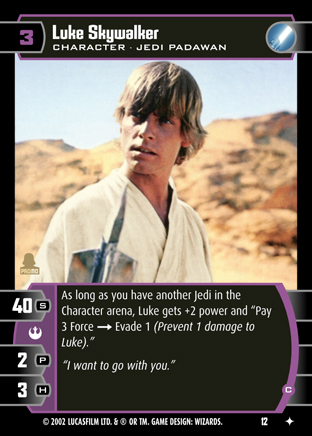 3
Luke Skywalker
CHARACTER · JEDI PADAWAN
PROMO
40 S
As long as you have another Jedi in the
Character arena, Luke gets +2 power and “Pay
3 Force → Evade 1 (Prevent 1 damage to
Luke).”
2 P
“I want to go with you.”
3 H
C
© 2002 LUCASFILM LTD. & ® OR TM. GAME DESIGN: WIZARDS.
12